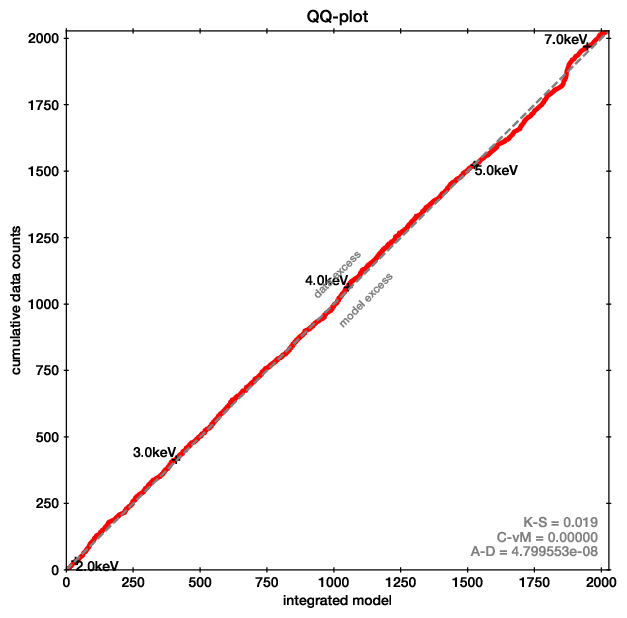 QQ-plot
2000
1750
1500
1250
1000
750
500
250
0
cumulative data counts
7.0keV
5.0keV
4.0keV
data excess
model excess
3.0keV
2.0keV
K-S = 0.019
C-vM = 0.00000
A-D = 4.799553e-08
0 250 500 750 1000 1250 1500 1750 2000
integrated model